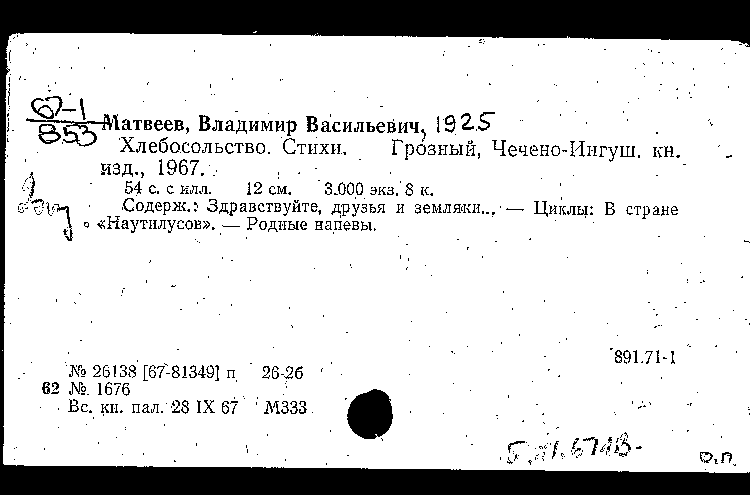 67-1
853
Матвеев, Владимир Васильевич, 1925
Хлебосольство. Стихи. Грозный, Чечено-Ингуш. кн.
изд., 1967.
54 с. с илл. 12 см. 3.000 экз. 8 к.
Содерж.: Здравствуйте, друзья и земляки... — Циклы: В стране
«Наутилусов». — Родные напевы.
891.71-1
№ 26138 [67-81349] п 26-26
62 № 1676
Вс. кн. пал. 28 IX 67 М333
О.П.